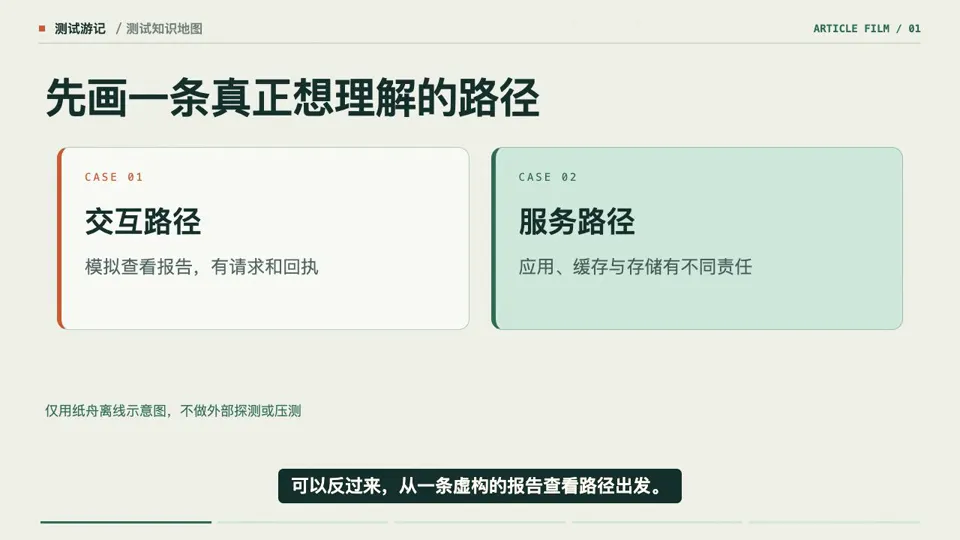 测试游记 / 测试知识地图
ARTICLE FILM / 01
先画一条真正想理解的路径
CASE 01
交互路径
模拟查看报告，有请求和回执
CASE 02
服务路径
应用、缓存与存储有不同责任
仅用纸舟离线示意图，不做外部探测或压测
可以反过来，从一条虚构的报告查看路径出发。